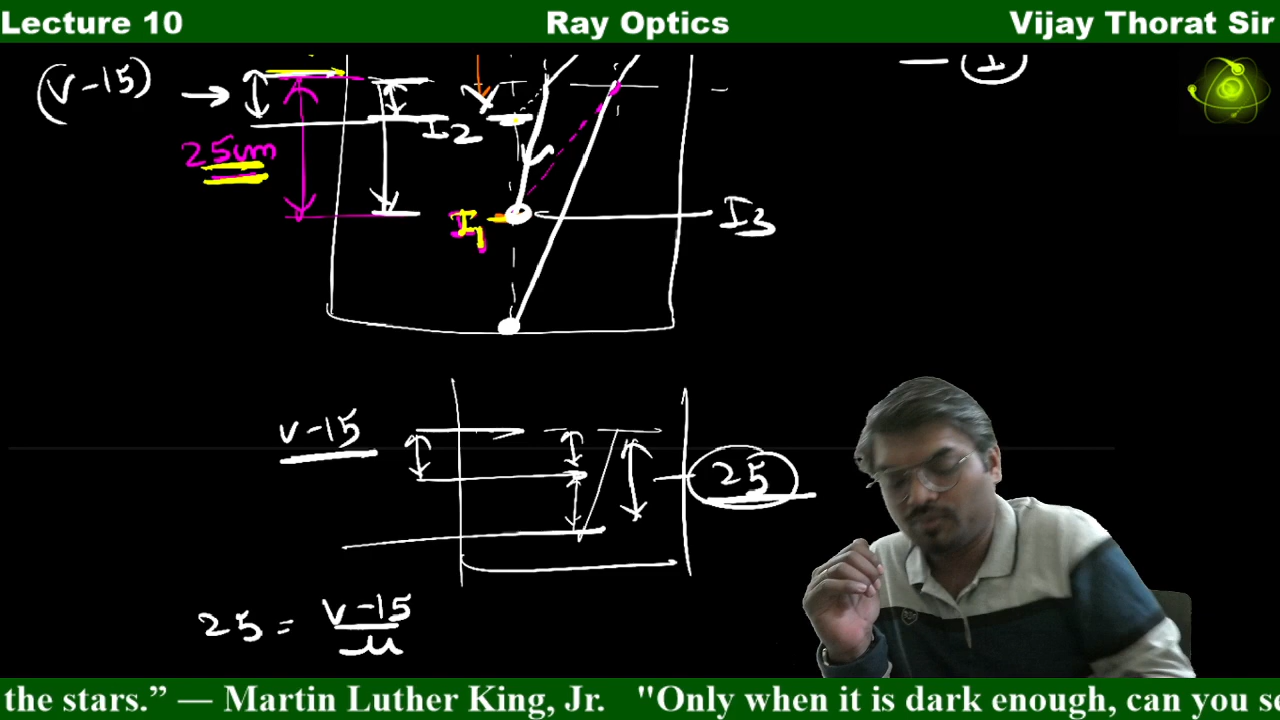 Lecture 10 Ray Optics Vijay Thorat Sir
(v-15) → — (I)
I2
25cm
I1 I3
v-15
25
25 = v-15 / μ
the stars.” — Martin Luther King, Jr. "Only when it is dark enough, can you se